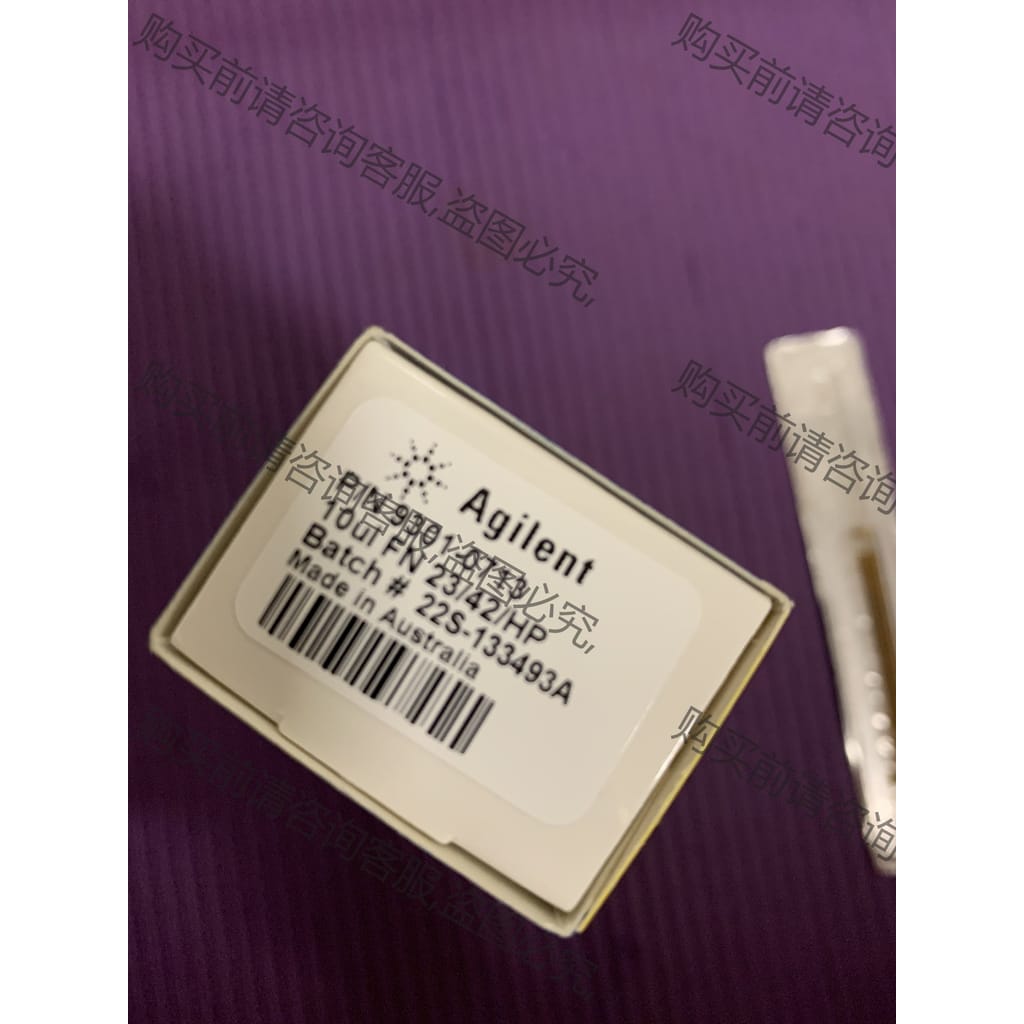 购买前请咨询客服,盗图必究,
购买前请咨询
Agilent
P/N 9301-0713
10ul FN 23/42/HP
Batch # 22S-133493A
Made in Australia
购买前请咨询客服,盗图必究,
购买前请咨询
购买前请咨询客服,盗图必究,
购买前请咨询